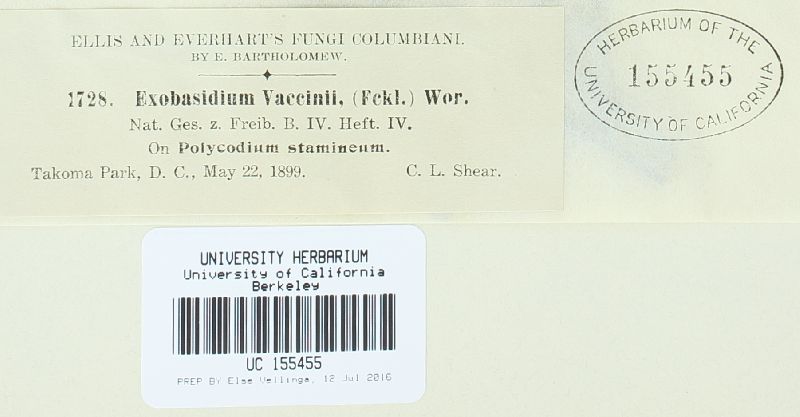 ELLIS AND EVERHART'S FUNGI COLUMBIANI.
BY E. BARTHOLOMEW.
1728. Exobasidium Vaccinii, (Fckl.) Wor.
Nat. Ges. z. Freib. B. IV. Heft. IV.
On Polycodium stamineum.
Takoma Park, D. C., May 22, 1899. C. L. Shear.
HERBARIUM OF THE
155455
UNIVERSITY OF CALIFORNIA
UNIVERSITY HERBARIUM
University of California
Berkeley
UC 155455
PREP BY Else Vellinga, 12 Jul 2016